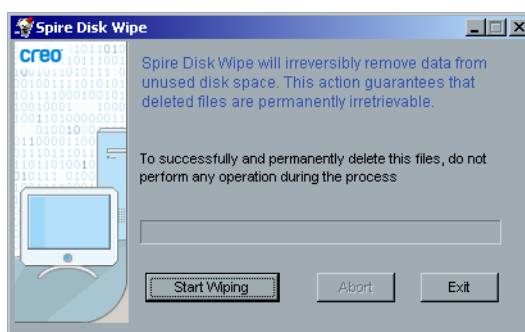 Spire Disk Wipe
creo
Spire Disk Wipe will irreversibly remove data from
unused disk space. This action guarantees that
deleted files are permanently irretrievable.
To successfully and permanently delete this files, do not
perform any operation during the process
Start Wiping
Abort
Exit